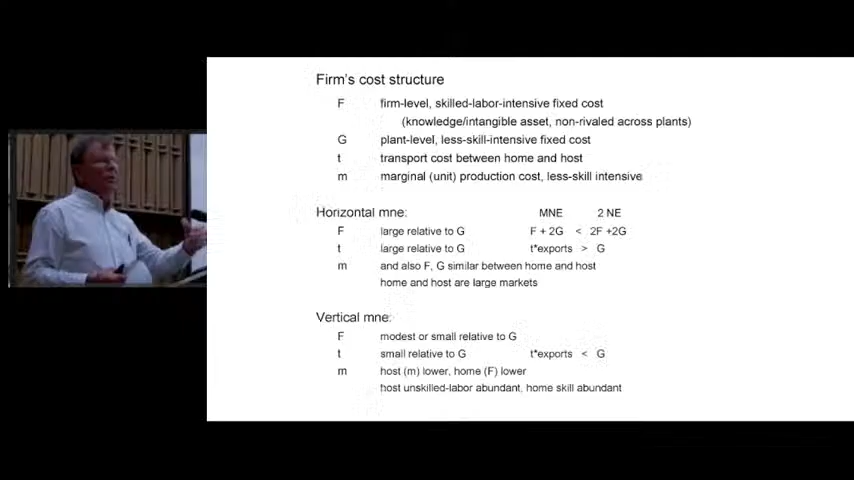 Firm's cost structure
F firm-level, skilled-labor-intensive fixed cost
(knowledge/intangible asset, non-rivaled across plants)
G plant-level, less-skill-intensive fixed cost
t transport cost between home and host
m marginal (unit) production cost, less-skill intensive
Horizontal mne: MNE 2 NE
F large relative to G F + 2G < 2F +2G
t large relative to G t*exports > G
m and also F, G similar between home and host
home and host are large markets
Vertical mne:
F modest or small relative to G
t small relative to G t*exports < G
m host (m) lower, home (F) lower
host unskilled-labor abundant, home skill abundant